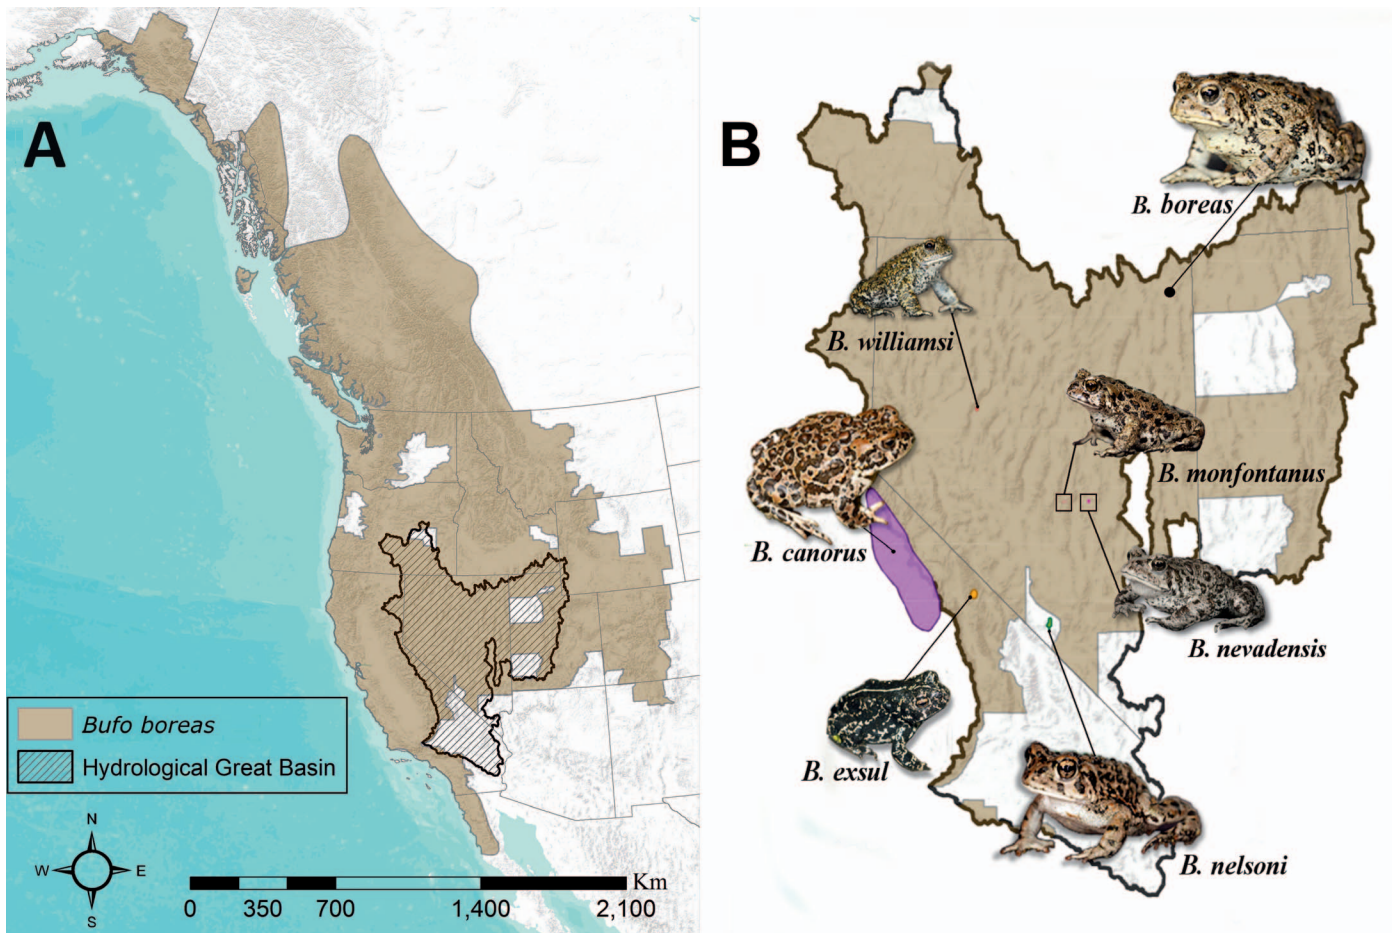 A
Bufo boreas
Hydrological Great Basin
N
W
E
S
Km
0
350
700
1,400
2,100
B
B. boreas
B. williamsi
B. monfontanus
B. canorus
B. nevadensis
B. exsul
B. nelsoni